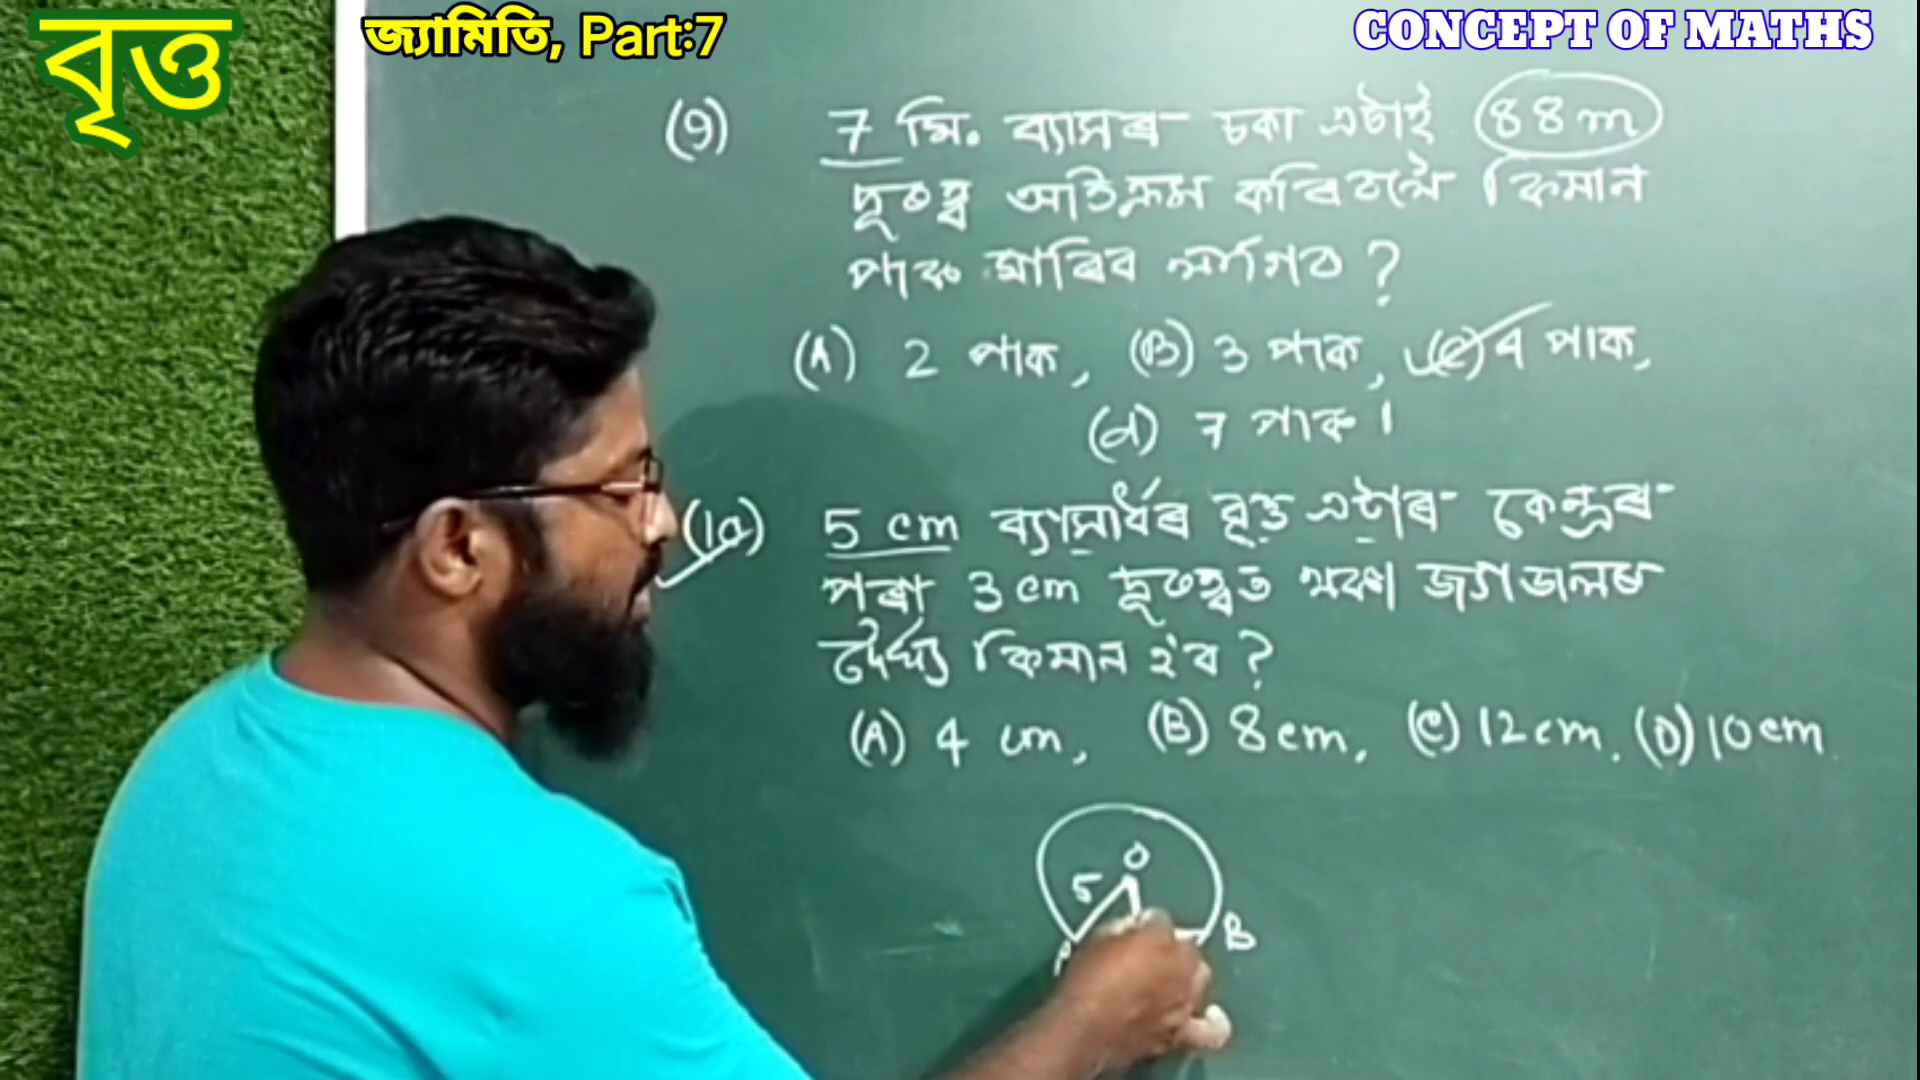 বৃত্ত
জ্যামিতি, Part:7
CONCEPT OF MATHS
(9) 7 মি. ব্যাসৰ চকা এটাই 88m
দূৰত্ব অতিক্ৰম কৰিবলৈ কিমান
পাক মাৰিব লাগিব ?
(A) 2 পাক, (B) 3 পাক, (C) 4 পাক,
(d) 7 পাক।
(10) 5 cm ব্যাসাৰ্ধৰ বৃত্ত এটাৰ কেন্দ্ৰৰ
পৰা 3 cm দূৰত্বত থকা জ্যাডালৰ
দৈৰ্ঘ্য কিমান হ'ব ?
(A) 4 cm, (B) 8 cm, (C) 12 cm. (D) 10 cm
O
5
A B